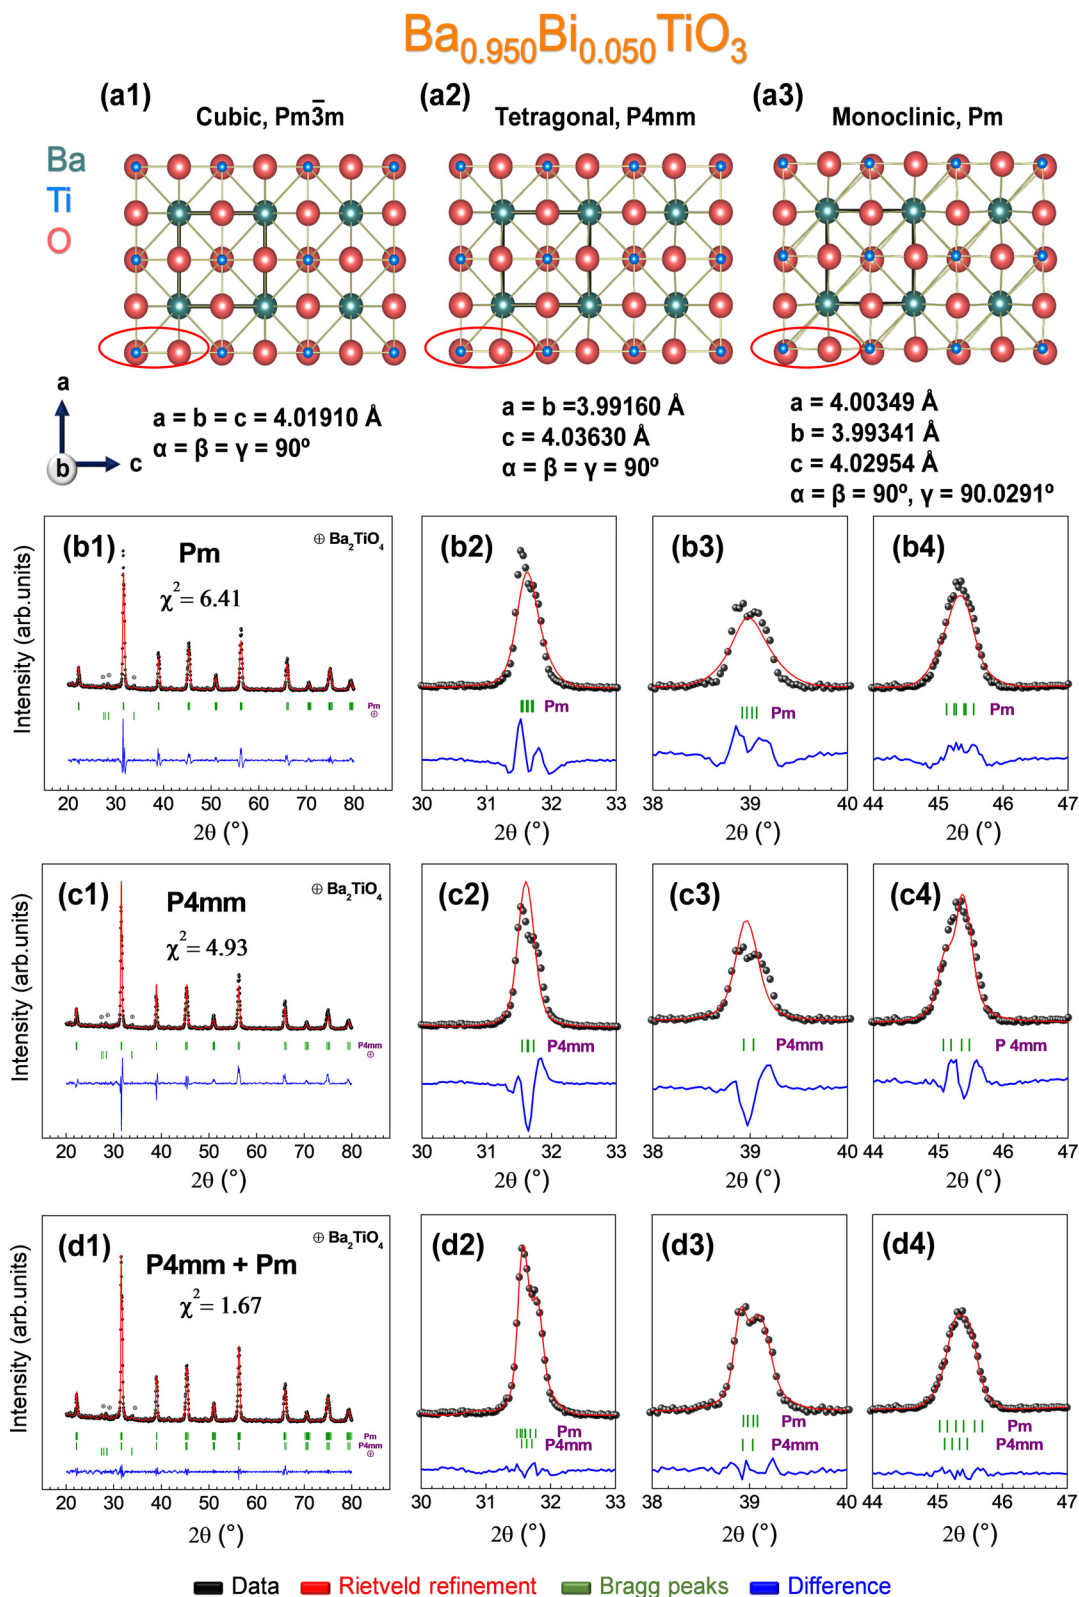 Ba0.950Bi0.050TiO3
(a1) (a2) (a3)
Cubic, Pm3̅m Tetragonal, P4mm Monoclinic, Pm
Ba
Ti
O
a
b c
a = b = c = 4.01910 Å
α = β = γ = 90º
a = b =3.99160 Å
c = 4.03630 Å
α = β = γ = 90º
a = 4.00349 Å
b = 3.99341 Å
c = 4.02954 Å
α = β = 90º, γ = 90.0291º
(b1) Pm ⊕ Ba2TiO4
χ2= 6.41
Pm
⊕
Intensity (arb.units)
20 30 40 50 60 70 80
2θ (°)
(b2)
Pm
30 31 32 33
2θ (°)
(b3)
Pm
38 39 40
2θ (°)
(b4)
Pm
44 45 46 47
2θ (°)
(c1) P4mm ⊕ Ba2TiO4
χ2= 4.93
P4mm
⊕
Intensity (arb.units)
20 30 40 50 60 70 80
2θ (°)
(c2)
P4mm
30 31 32 33
2θ (°)
(c3)
P4mm
38 39 40
2θ (°)
(c4)
P 4mm
44 45 46 47
2θ (°)
(d1) ⊕ Ba2TiO4
P4mm + Pm
χ2= 1.67
Pm
P4mm
⊕
Intensity (arb.units)
20 30 40 50 60 70 80
2θ (°)
(d2)
Pm
P4mm
30 31 32 33
2θ (°)
(d3)
Pm
P4mm
38 39 40
2θ (°)
(d4)
Pm
P4mm
44 45 46 47
2θ (°)
Data Rietveld refinement Bragg peaks Difference